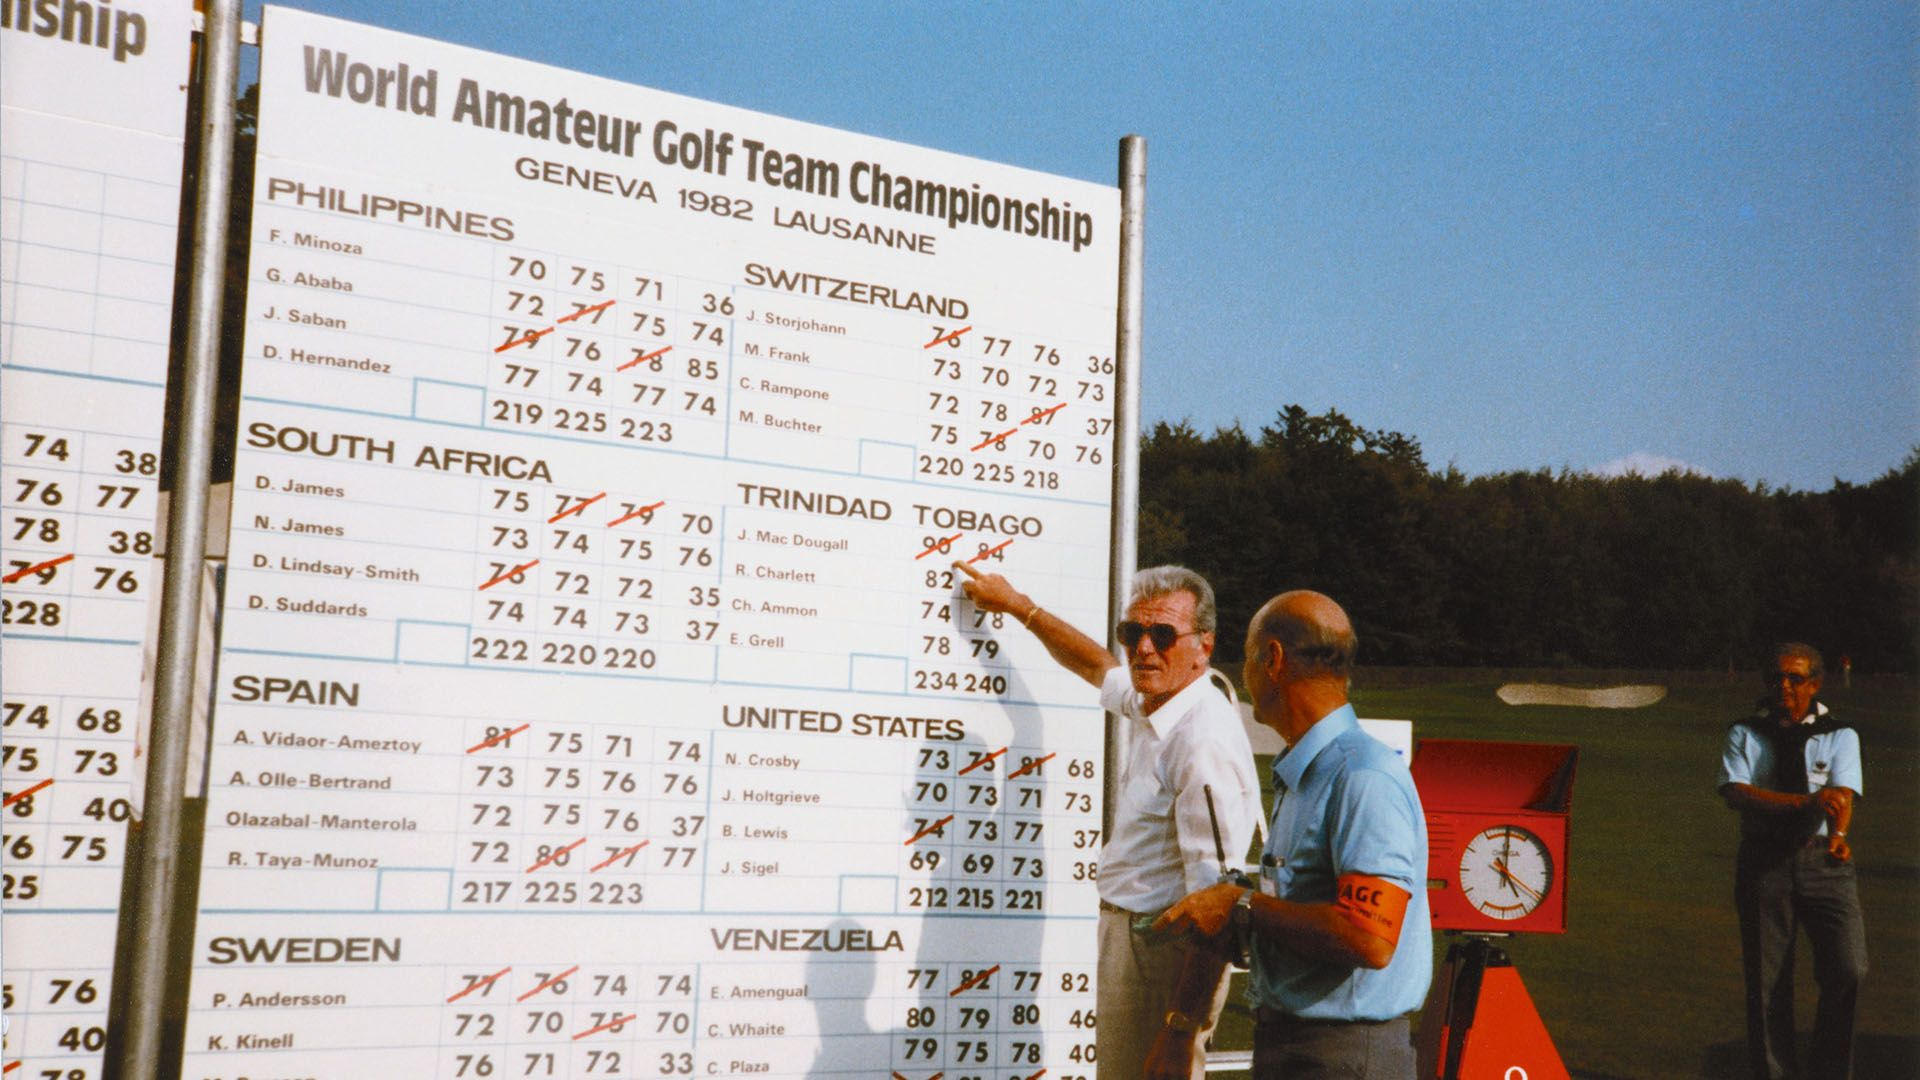 nship
74 38
76 77
78 38
79 76
228
74 68
75 73
8 40
76 75
25
76
40
78
World Amateur Golf Team Championship
GENEVA 1982 LAUSANNE
PHILIPPINES
F. Minoza 70 75 71 36
G. Ababa 72 77 75 74
J. Saban 79 76 78 85
D. Hernandez 77 74 77 74
219 225 223
SOUTH AFRICA
D. James 75 77 79 70
N. James 73 74 75 76
D. Lindsay-Smith 76 72 72 35
D. Suddards 74 74 73 37
222 220 220
SPAIN
A. Vidaor-Ameztoy 81 75 71 74
A. Olle-Bertrand 73 75 76 76
Olazabal-Manterola 72 75 76 37
R. Taya-Munoz 72 80 77 77
217 225 223
SWEDEN
P. Andersson 77 76 74 74
K. Kinell 72 70 75 70
76 71 72 33
SWITZERLAND
J. Storjohann 76 77 76 36
M. Frank 73 70 72 73
C. Rampone 72 78 87 37
M. Buchter 75 78 70 76
220 225 218
TRINIDAD TOBAGO
J. Mac Dougall 90 84
R. Charlett 82
Ch. Ammon 74 78
E. Grell 78 79
234 240
UNITED STATES
N. Crosby 73 75 81 68
J. Holtgrieve 70 73 71 73
B. Lewis 74 73 77 37
J. Sigel 69 69 73 38
212 215 221
VENEZUELA
E. Amengual 77 82 77 82
C. Whaite 80 79 80 46
C. Plaza 79 75 78 40
OMEGA
AGC